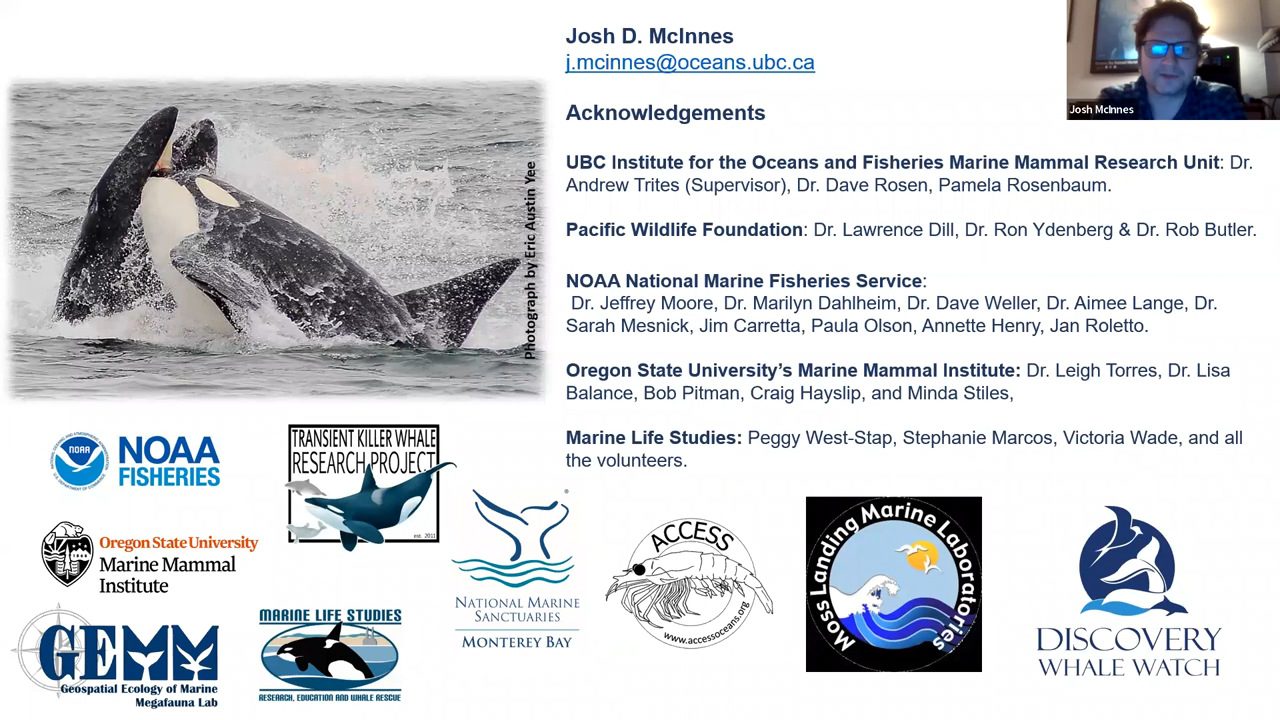 Josh D. McInnes
j.mcinnes@oceans.ubc.ca
Josh McInnes
Acknowledgements
UBC Institute for the Oceans and Fisheries Marine Mammal Research Unit: Dr.
Andrew Trites (Supervisor), Dr. Dave Rosen, Pamela Rosenbaum.
Pacific Wildlife Foundation: Dr. Lawrence Dill, Dr. Ron Ydenberg & Dr. Rob Butler.
NOAA National Marine Fisheries Service:
Dr. Jeffrey Moore, Dr. Marilyn Dahlheim, Dr. Dave Weller, Dr. Aimee Lange, Dr.
Sarah Mesnick, Jim Carretta, Paula Olson, Annette Henry, Jan Roletto.
Oregon State University’s Marine Mammal Institute: Dr. Leigh Torres, Dr. Lisa
Balance, Bob Pitman, Craig Hayslip, and Minda Stiles,
Marine Life Studies: Peggy West-Stap, Stephanie Marcos, Victoria Wade, and all
the volunteers.
Photograph by Eric Austin Yee
NOAA
NOAA
FISHERIES
TRANSIENT KILLER WHALE
RESEARCH PROJECT
est. 2011
Oregon State University
Marine Mammal
Institute
NATIONAL MARINE
SANCTUARIES
MONTEREY BAY
ACCESS
www.accessoceans.org
Moss Landing Marine Laboratories
DISCOVERY
WHALE WATCH
GEMM
Geospatial Ecology of Marine
Megafauna Lab
MARINE LIFE STUDIES
RESEARCH, EDUCATION AND WHALE RESCUE